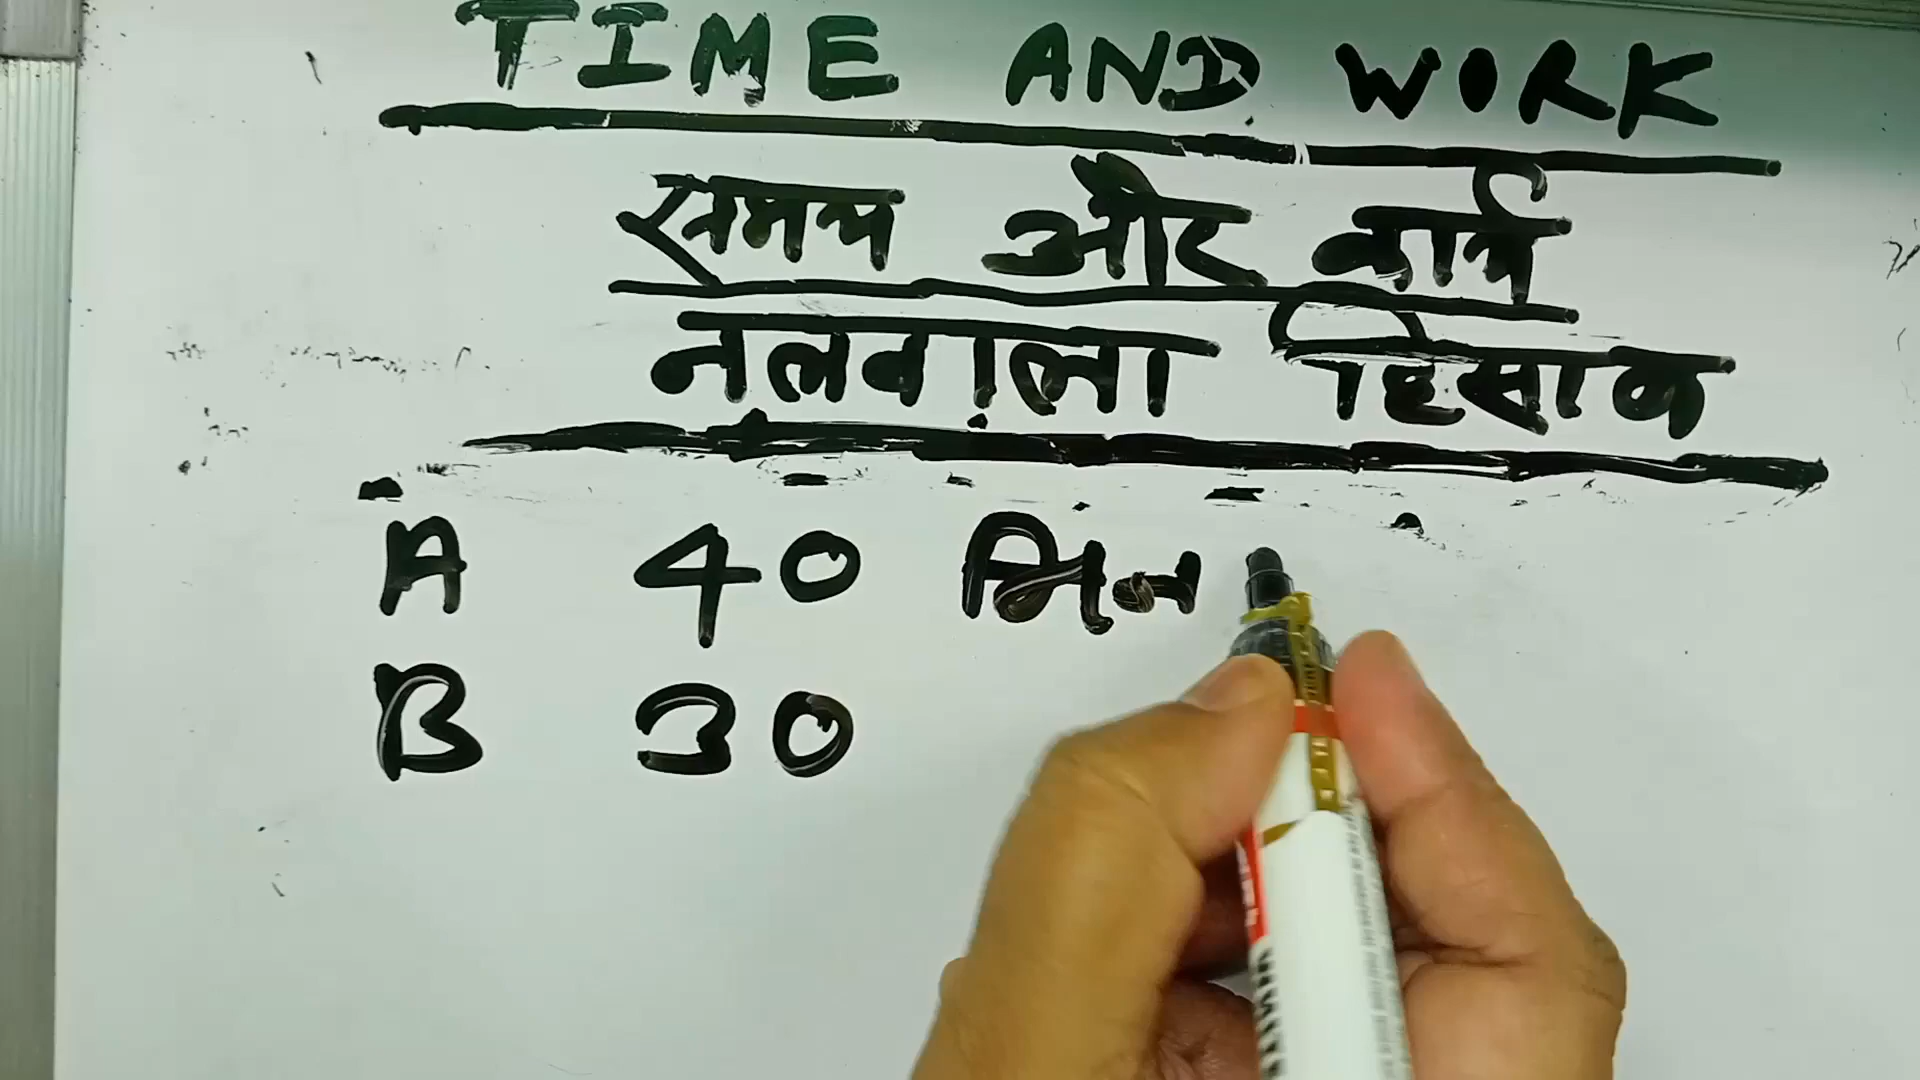 TIME AND WORK
समय और कार्य
नलवाला हिसाब
A 40 मिन
B 30